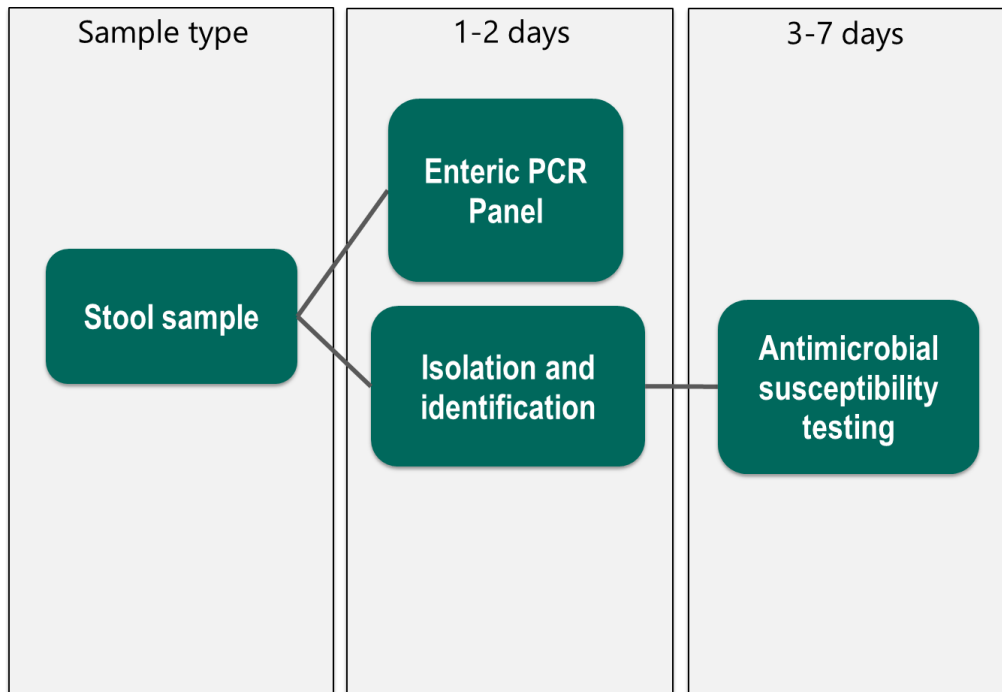 Sample type
1-2 days
3-7 days
Enteric PCR
Panel
Stool sample
Isolation and
identification
Antimicrobial
susceptibility
testing